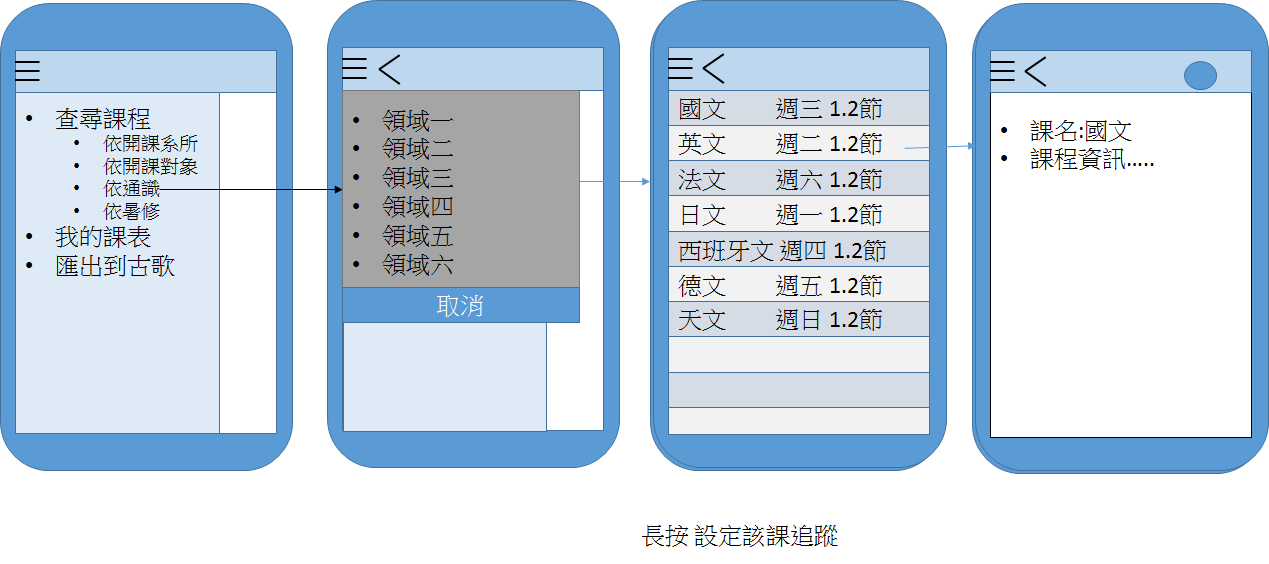 查尋課程
依開課系所
依開課對象
依通識
依暑修
我的課表
匯出到古歌
領域一
領域二
領域三
領域四
領域五
領域六
取消
國文 週三 1.2節
英文 週二 1.2節
法文 週六 1.2節
日文 週一 1.2節
西班牙文 週四 1.2節
德文 週五 1.2節
天文 週日 1.2節
課名:國文
課程資訊.....
長按 設定該課追蹤